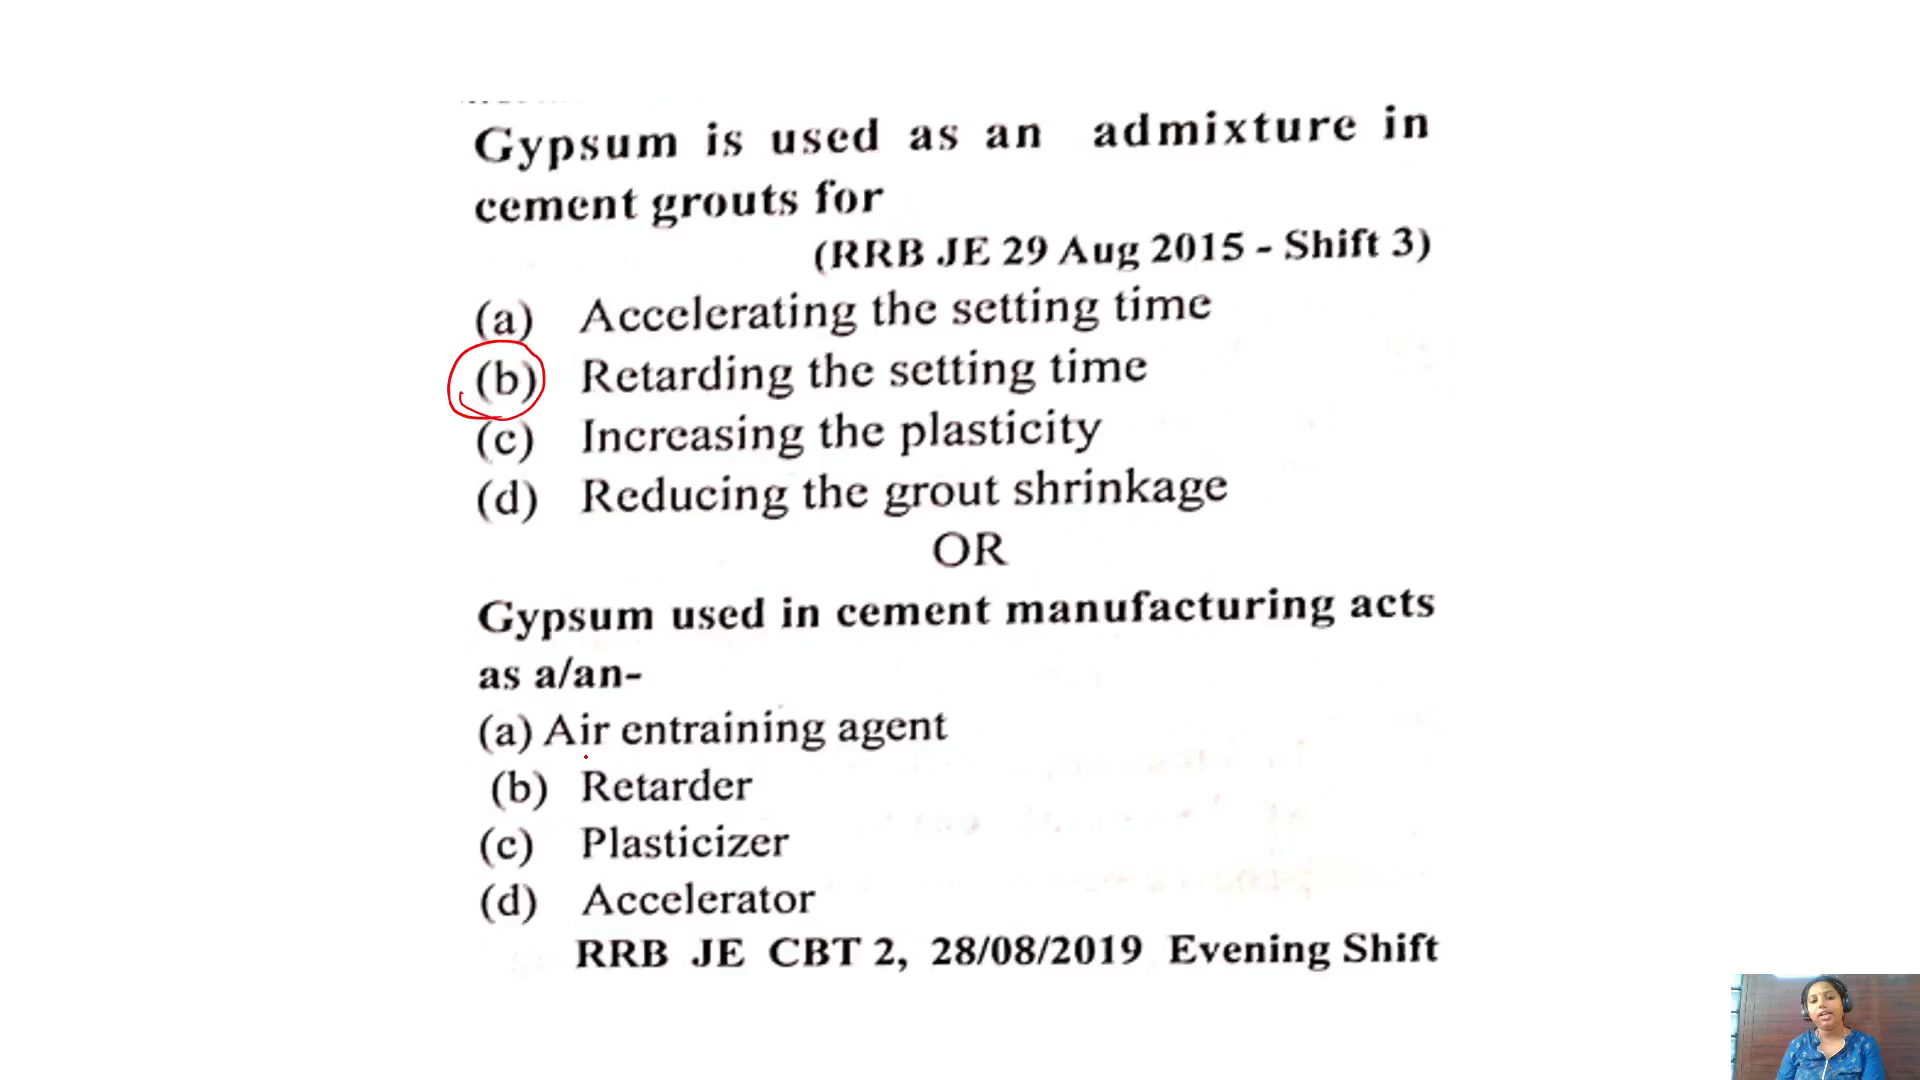 Gypsum is used as an admixture in
cement grouts for
(RRB JE 29 Aug 2015 - Shift 3)
(a) Accelerating the setting time
(b) Retarding the setting time
(c) Increasing the plasticity
(d) Reducing the grout shrinkage
OR
Gypsum used in cement manufacturing acts
as a/an-
(a) Air entraining agent
(b) Retarder
(c) Plasticizer
(d) Accelerator
RRB JE CBT 2, 28/08/2019 Evening Shift